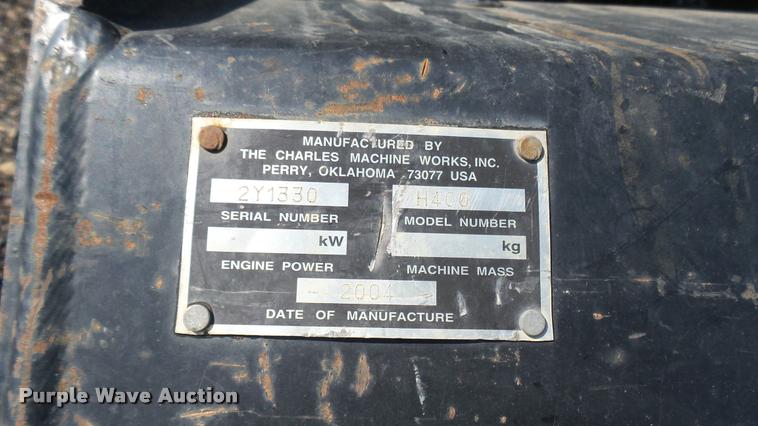 MANUFACTURED BY
THE CHARLES MACHINE WORKS, INC.
PERRY, OKLAHOMA 73077 USA
2Y1330 H400
SERIAL NUMBER MODEL NUMBER
kW kg
ENGINE POWER MACHINE MASS
- 2004 -
DATE OF MANUFACTURE
Purple Wave Auction®